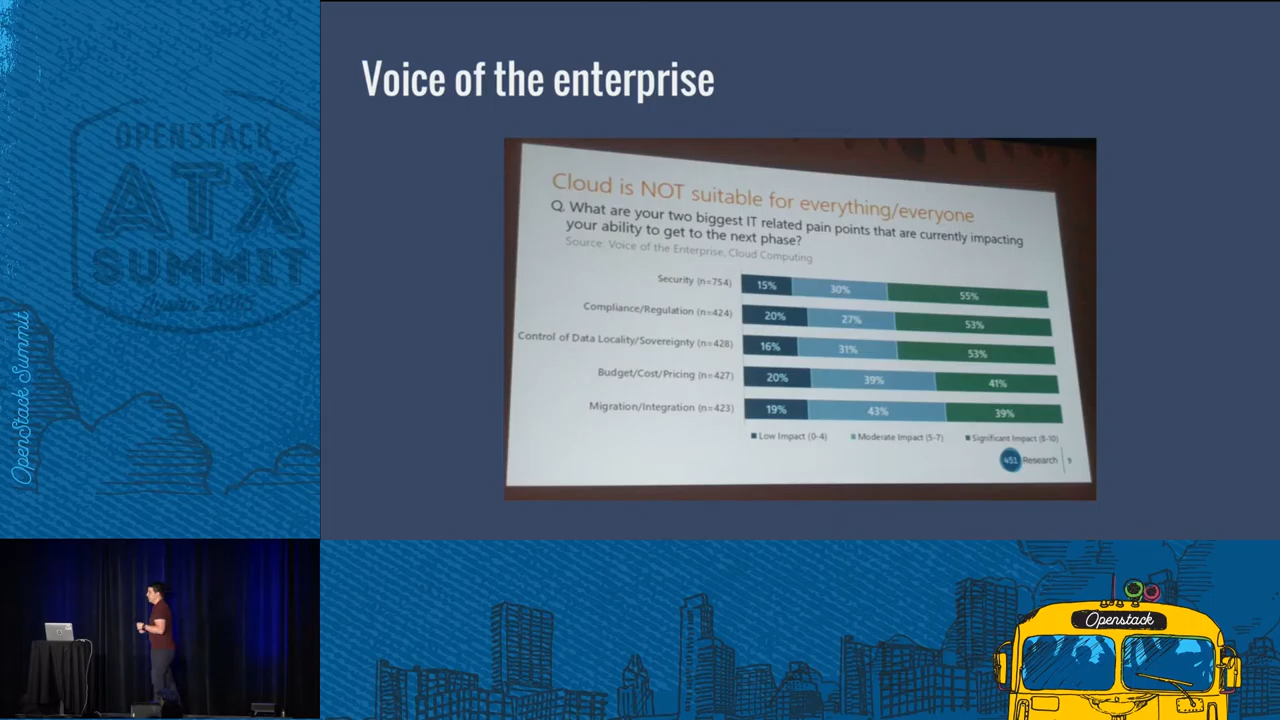 Voice of the enterprise
OPENSTACK
ATX
SUMMIT
Austin 2016
OpenStack Summit
Cloud is NOT suitable for everything/everyone
Q. What are your two biggest IT related pain points that are currently impacting
your ability to get to the next phase?
Source: Voice of the Enterprise, Cloud Computing
Security (n=754) 15% 30% 55%
Compliance/Regulation (n=424) 20% 27% 53%
Control of Data Locality/Sovereignty (n=428) 16% 31% 53%
Budget/Cost/Pricing (n=427) 20% 39% 41%
Migration/Integration (n=423) 19% 43% 39%
Low Impact (0-4) Moderate Impact (5-7) Significant Impact (8-10)
451 Research 9
Openstack